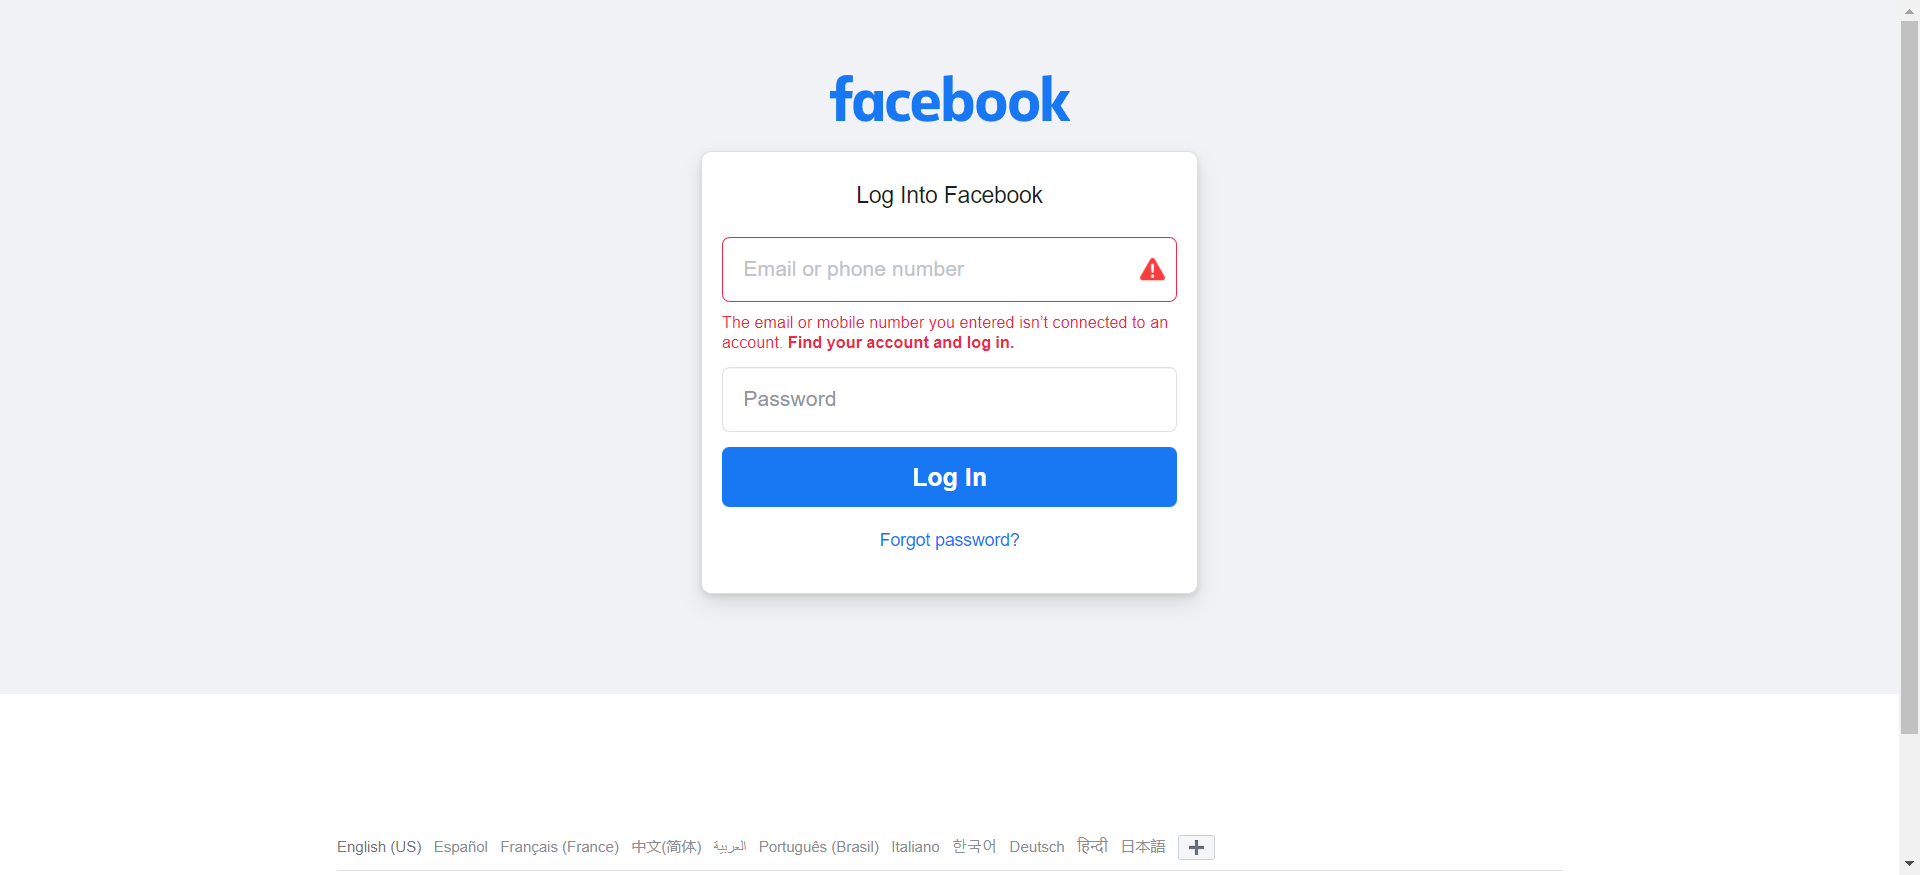 facebook
Log Into Facebook
Email or phone number
The email or mobile number you entered isn’t connected to an
account. Find your account and log in.
Password
Log In
Forgot password?
English (US) Español Français (France) 中文(简体) العربية Português (Brasil) Italiano 한국어 Deutsch हिन्दी 日本語